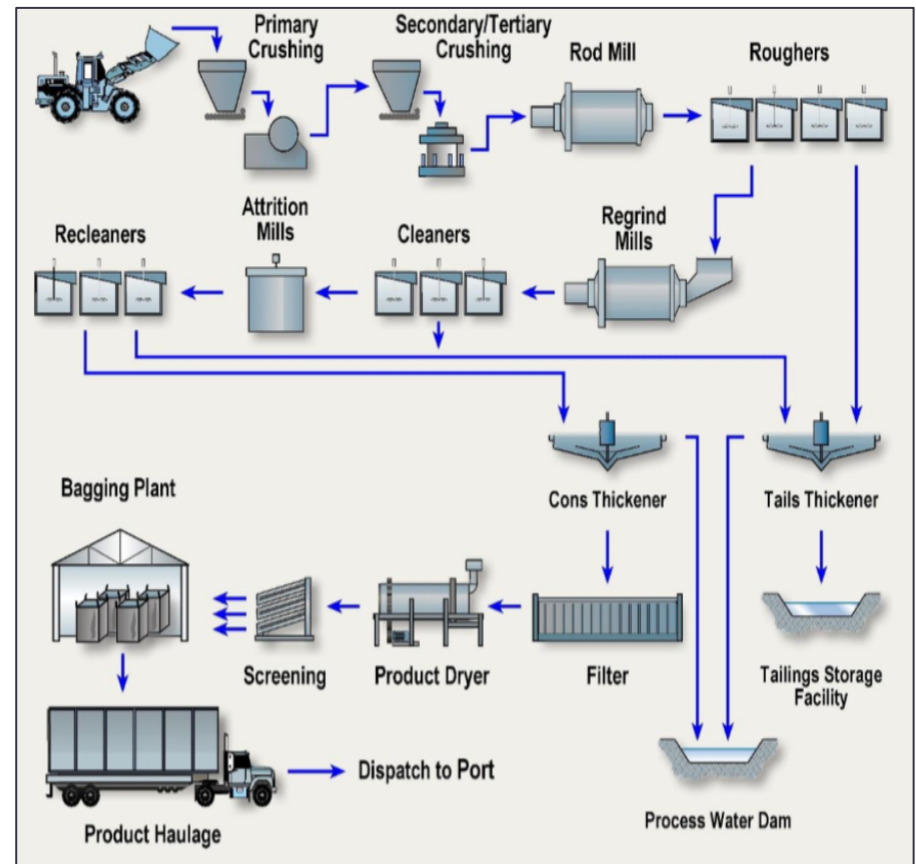 Primary
Crushing
Secondary/Tertiary
Crushing
Rod Mill
Roughers
Recleaners
Attrition
Mills
Cleaners
Regrind
Mills
Cons Thickener
Tails Thickener
Bagging Plant
Screening
Product Dryer
Filter
Tailings Storage
Facility
Product Haulage
Dispatch to Port
Process Water Dam